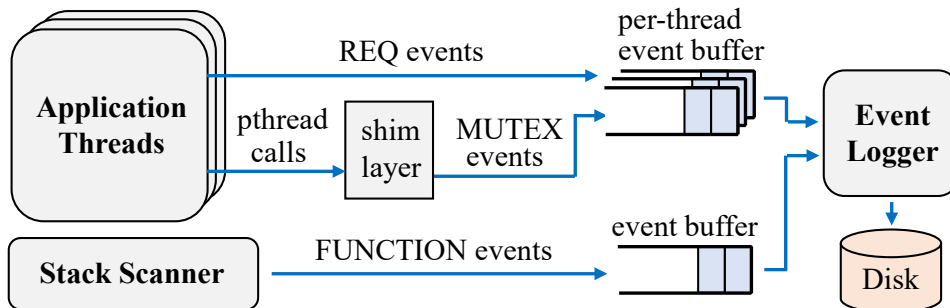 Application
Threads
REQ events
pthread
calls
shim
layer
MUTEX
events
per-thread
event buffer
Event
Logger
Stack Scanner
FUNCTION events
event buffer
Disk